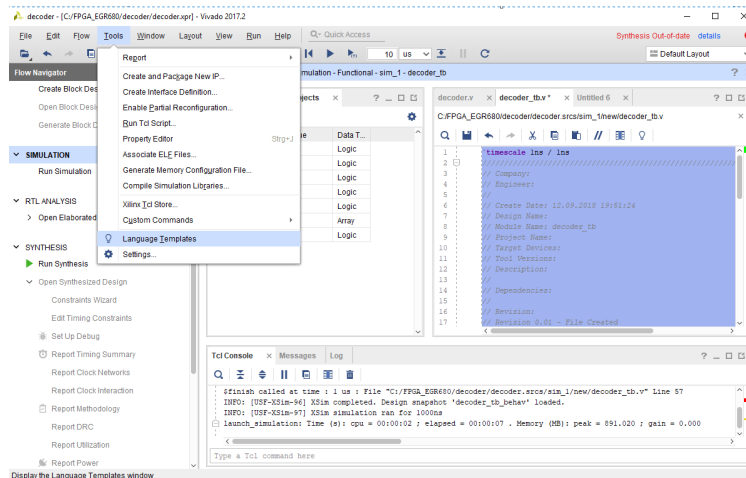 decoder - [C:/FPGA_EGR680/decoder/decoder.xpr] - Vivado 2017.2
File Edit Flow Tools Window Layout View Run Help Quick Access
10 us
Synthesis Out-of-date details
Default Layout
Flow Navigator
Create Block Des
Open Block Desi
Generate Block D
SIMULATION
Run Simulation
RTL ANALYSIS
Open Elaborated
SYNTHESIS
Run Synthesis
Open Synthesized Design
Constraints Wizard
Edit Timing Constraints
Set Up Debug
Report Timing Summary
Report Clock Networks
Report Clock Interaction
Report Methodology
Report DRC
Report Utilization
Report Power
Display the Language Templates window
Report
Create and Package New IP...
Create Interface Definition...
Enable Partial Reconfiguration...
Run Tcl Script...
Property Editor Strg+J
Associate ELF Files...
Generate Memory Configuration File...
Compile Simulation Libraries...
Xilinx Tcl Store...
Custom Commands
Language Templates
Settings...
mulation - Functional - sim_1 - decoder_tb
jects
Data T...
Logic
Logic
Logic
Logic
Logic
Array
Logic
decoder.v decoder_tb.v * Untitled 6
C:/FPGA_EGR680/decoder/decoder.srcs/sim_1/new/decoder_tb.v
1 `timescale 1ns / 1ns
2 //////////////////////////////////////////////
3 // Company:
4 // Engineer:
5 //
6 // Create Date: 12.09.2018 19:51:26
7 // Design Name:
8 // Module Name: decoder_tb
9 // Project Name:
10 // Target Devices:
11 // Tool Versions:
12 // Description:
13 //
14 // Dependencies:
15 //
16 // Revision:
17 // Revision 0.01 - File Created
Tcl Console Messages Log
$finish called at time : 1 us : File "C:/FPGA_EGR680/decoder/decoder.srcs/sim_1/new/decoder_tb.v" Line 57
INFO: [USF-XSim-96] XSim completed. Design snapshot 'decoder_tb_behav' loaded.
INFO: [USF-XSim-97] XSim simulation ran for 1000ns
launch_simulation: Time (s): cpu = 00:00:02 ; elapsed = 00:00:07 . Memory (MB): peak = 891.020 ; gain = 0.000
Type a Tcl command here